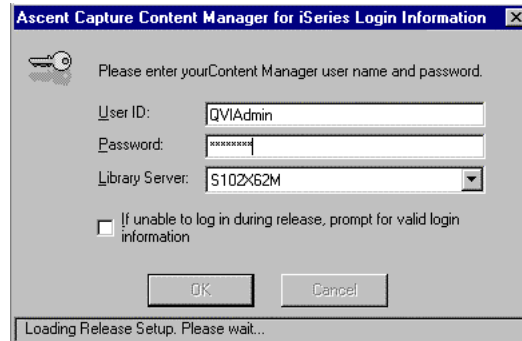 Ascent Capture Content Manager for iSeries Login Information
Please enter yourContent Manager user name and password.
User ID: QVIAdmin
Password: ********
Library Server: S102X62M
If unable to log in during release, prompt for valid login
information
OK Cancel
Loading Release Setup. Please wait...